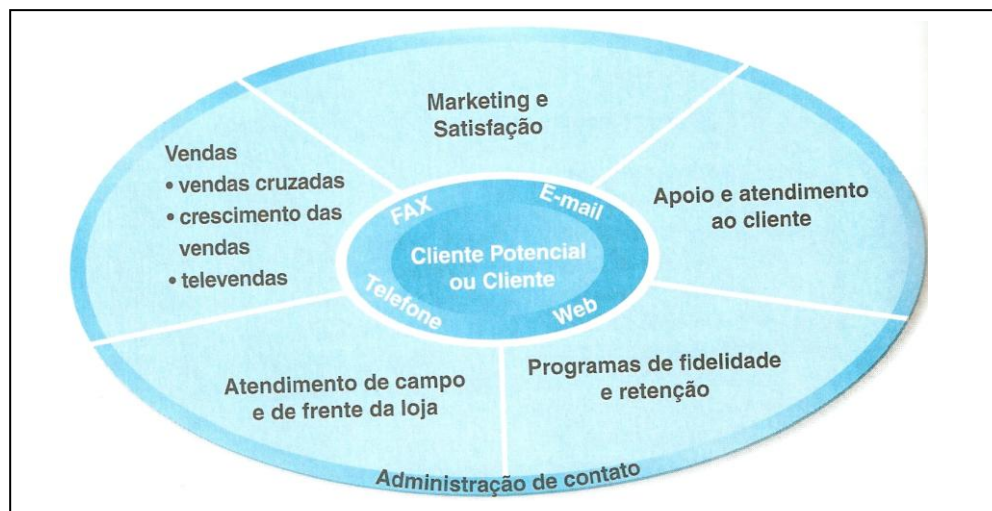 Marketing e
Satisfação
Vendas
• vendas cruzadas
• crescimento das
vendas
• televendas
Apoio e atendimento
ao cliente
FAX
E-mail
Cliente Potencial
ou Cliente
Telefone
Web
Atendimento de campo
e de frente da loja
Programas de fidelidade
e retenção
Administração de contato